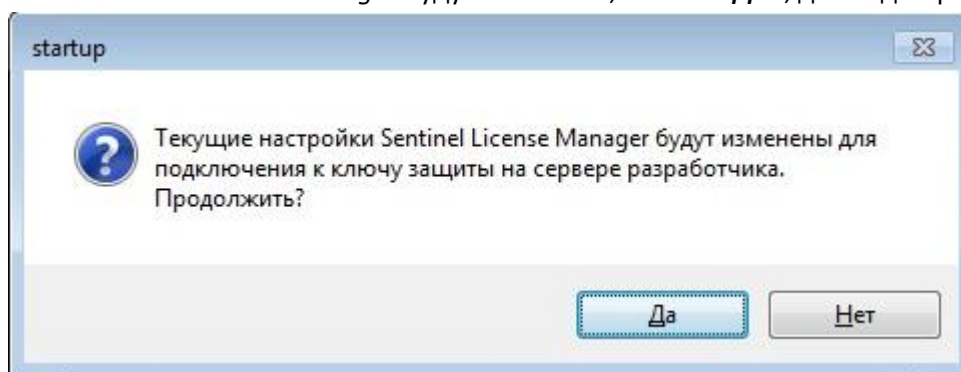 startup
Текущие настройки Sentinel License Manager будут изменены для
подключения к ключу защиты на сервере разработчика.
Продолжить?
Да
Нет